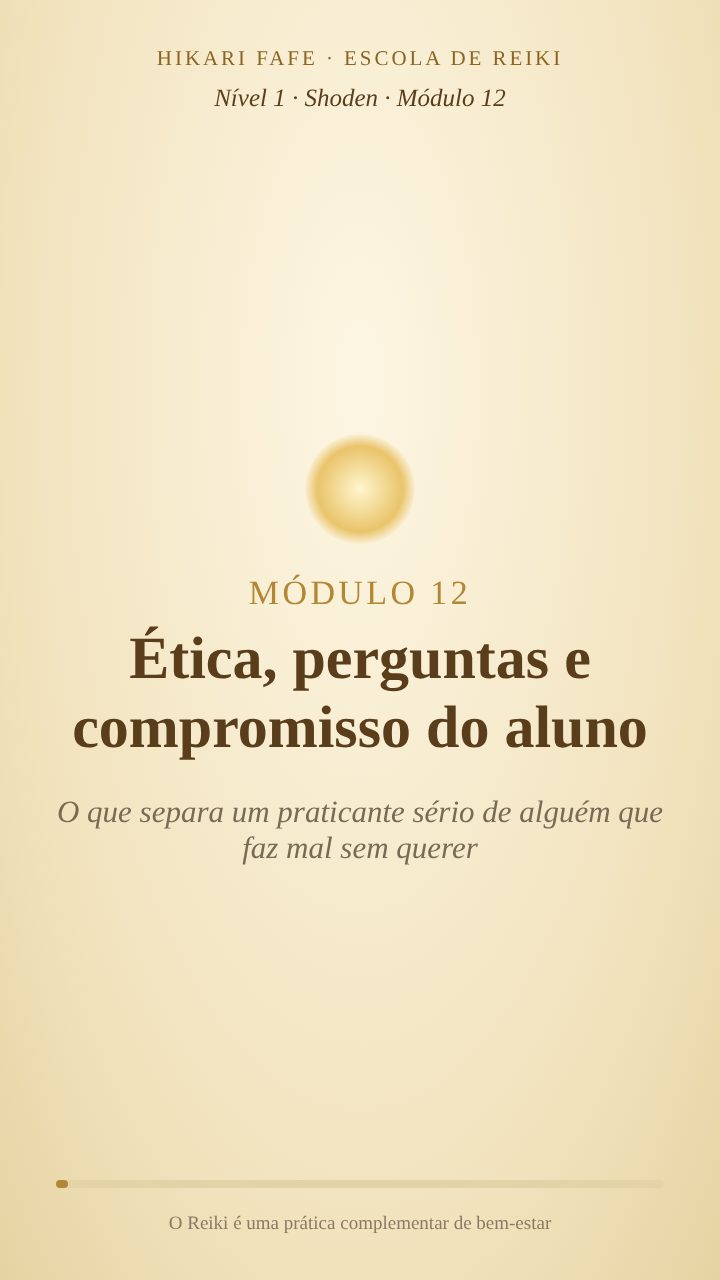 HIKARI FAFE · ESCOLA DE REIKI
Nível 1 · Shoden · Módulo 12
MÓDULO 12
Ética, perguntas e
compromisso do aluno
O que separa um praticante sério de alguém que
faz mal sem querer
O Reiki é uma prática complementar de bem-estar